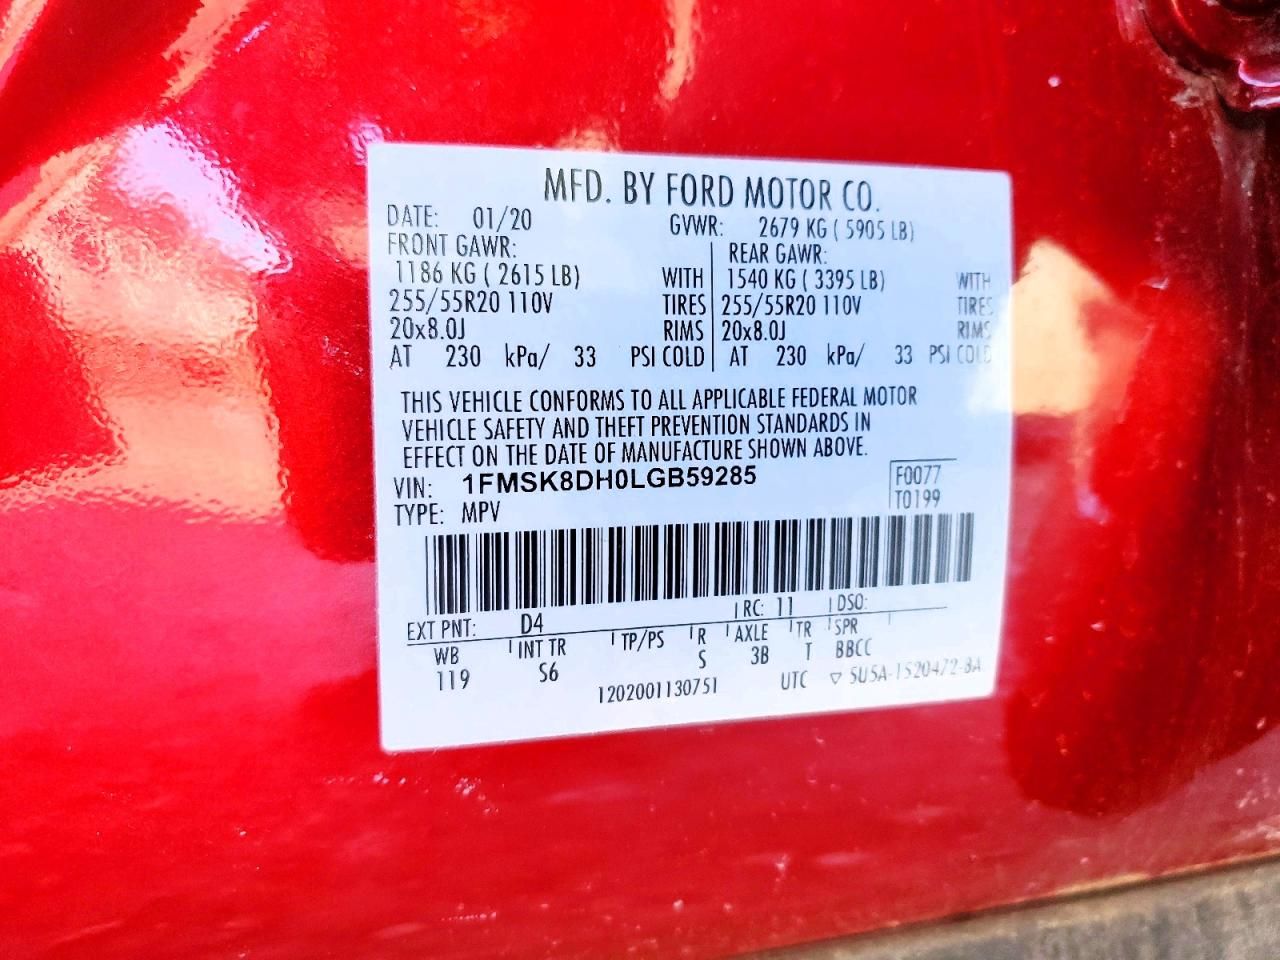 MFD. BY FORD MOTOR CO.
DATE: 01/20 GVWR: 2679 KG ( 5905 LB)
FRONT GAWR: REAR GAWR:
1186 KG ( 2615 LB) WITH 1540 KG ( 3395 LB) WITH
255/55R20 110V TIRES 255/55R20 110V TIRES
20x8.0J RIMS 20x8.0J RIMS
AT 230 kPa/ 33 PSI COLD AT 230 kPa/ 33 PSI COLD
THIS VEHICLE CONFORMS TO ALL APPLICABLE FEDERAL MOTOR
VEHICLE SAFETY AND THEFT PREVENTION STANDARDS IN
EFFECT ON THE DATE OF MANUFACTURE SHOWN ABOVE.
VIN: 1FMSK8DH0LGB59285 F0077
TYPE: MPV T0199
EXT PNT: D4 RC: 11 DSO:
WB INT TR TP/PS R AXLE TR SPR
119 S6 S 3B T BBCC
1202001130751 UTC ▽ 5U5A-1520472-BA